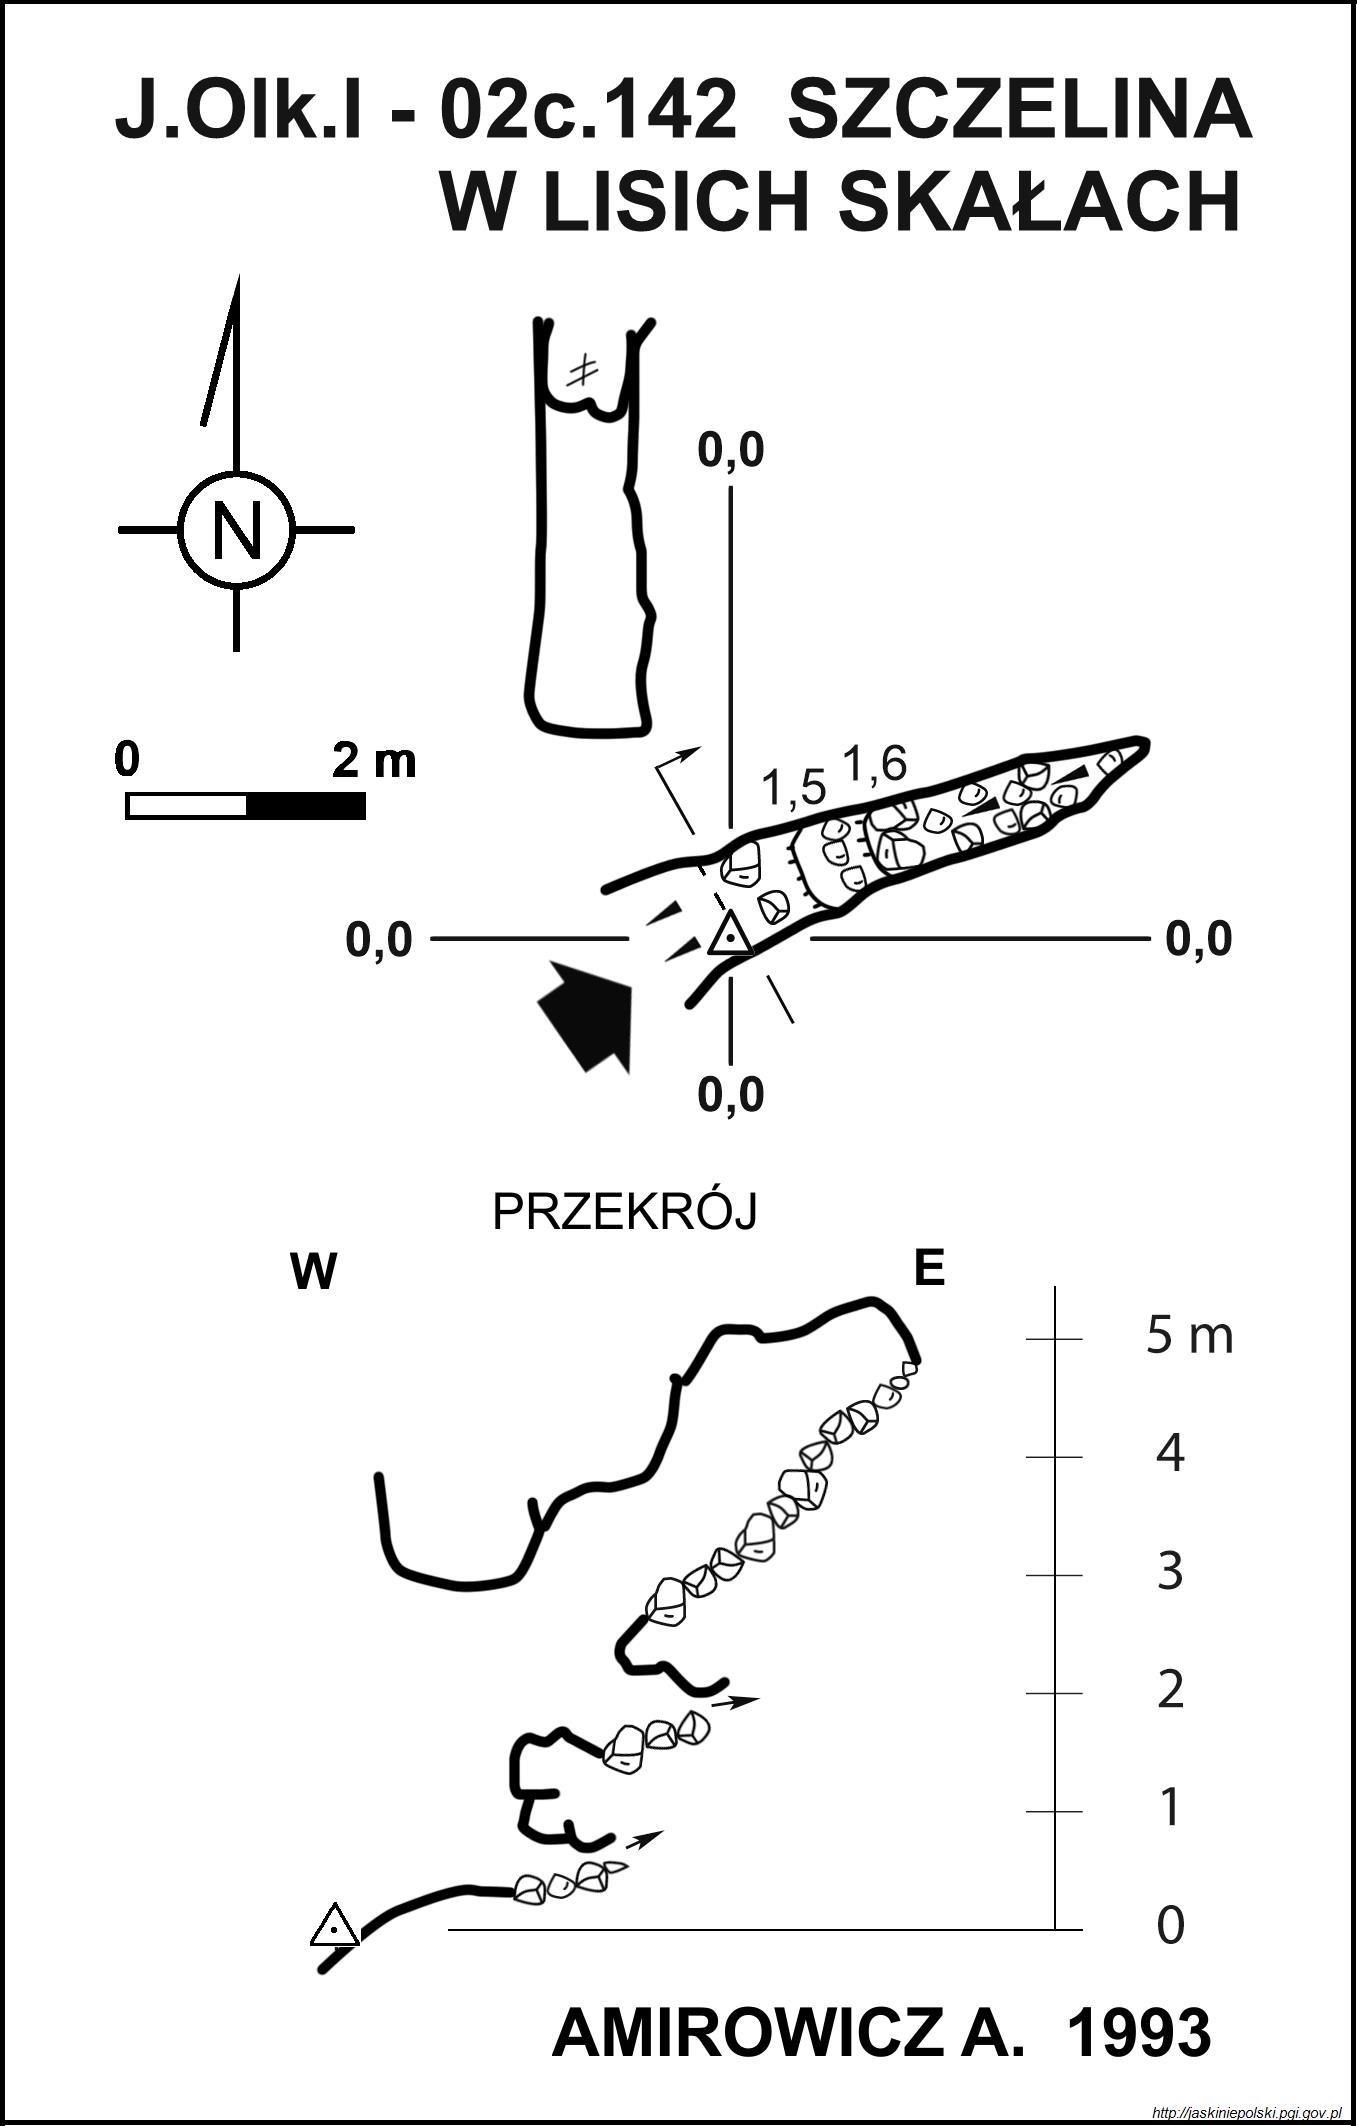 J.Olk.I - 02c.142 SZCZELINA
W LISICH SKAŁACH
N
0 2 m
0,0
1,5 1,6
0,0 0,0
0,0
PRZEKRÓJ
W E
5 m
4
3
2
1
0
AMIROWICZ A. 1993
http://jaskiniepolski.pgi.gov.pl